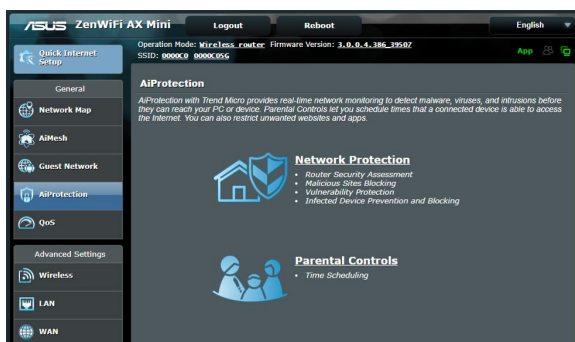 ASUS ZenWiFi AX Mini Logout Reboot English
Quick Internet Setup
Operation Mode: Wireless router Firmware Version: 3.0.0.4.386_39507
SSID: 0000C0 0000C05G
App
General
Network Map
AiMesh
Guest Network
AiProtection
QoS
Advanced Settings
Wireless
LAN
WAN
AiProtection
AiProtection with Trend Micro provides real-time network monitoring to detect malware, viruses, and intrusions before
they can reach your PC or device. Parental Controls let you schedule times that a connected device is able to access
the Internet. You can also restrict unwanted websites and apps.
Network Protection
• Router Security Assessment
• Malicious Sites Blocking
• Vulnerability Protection
• Infected Device Prevention and Blocking
Parental Controls
• Time Scheduling